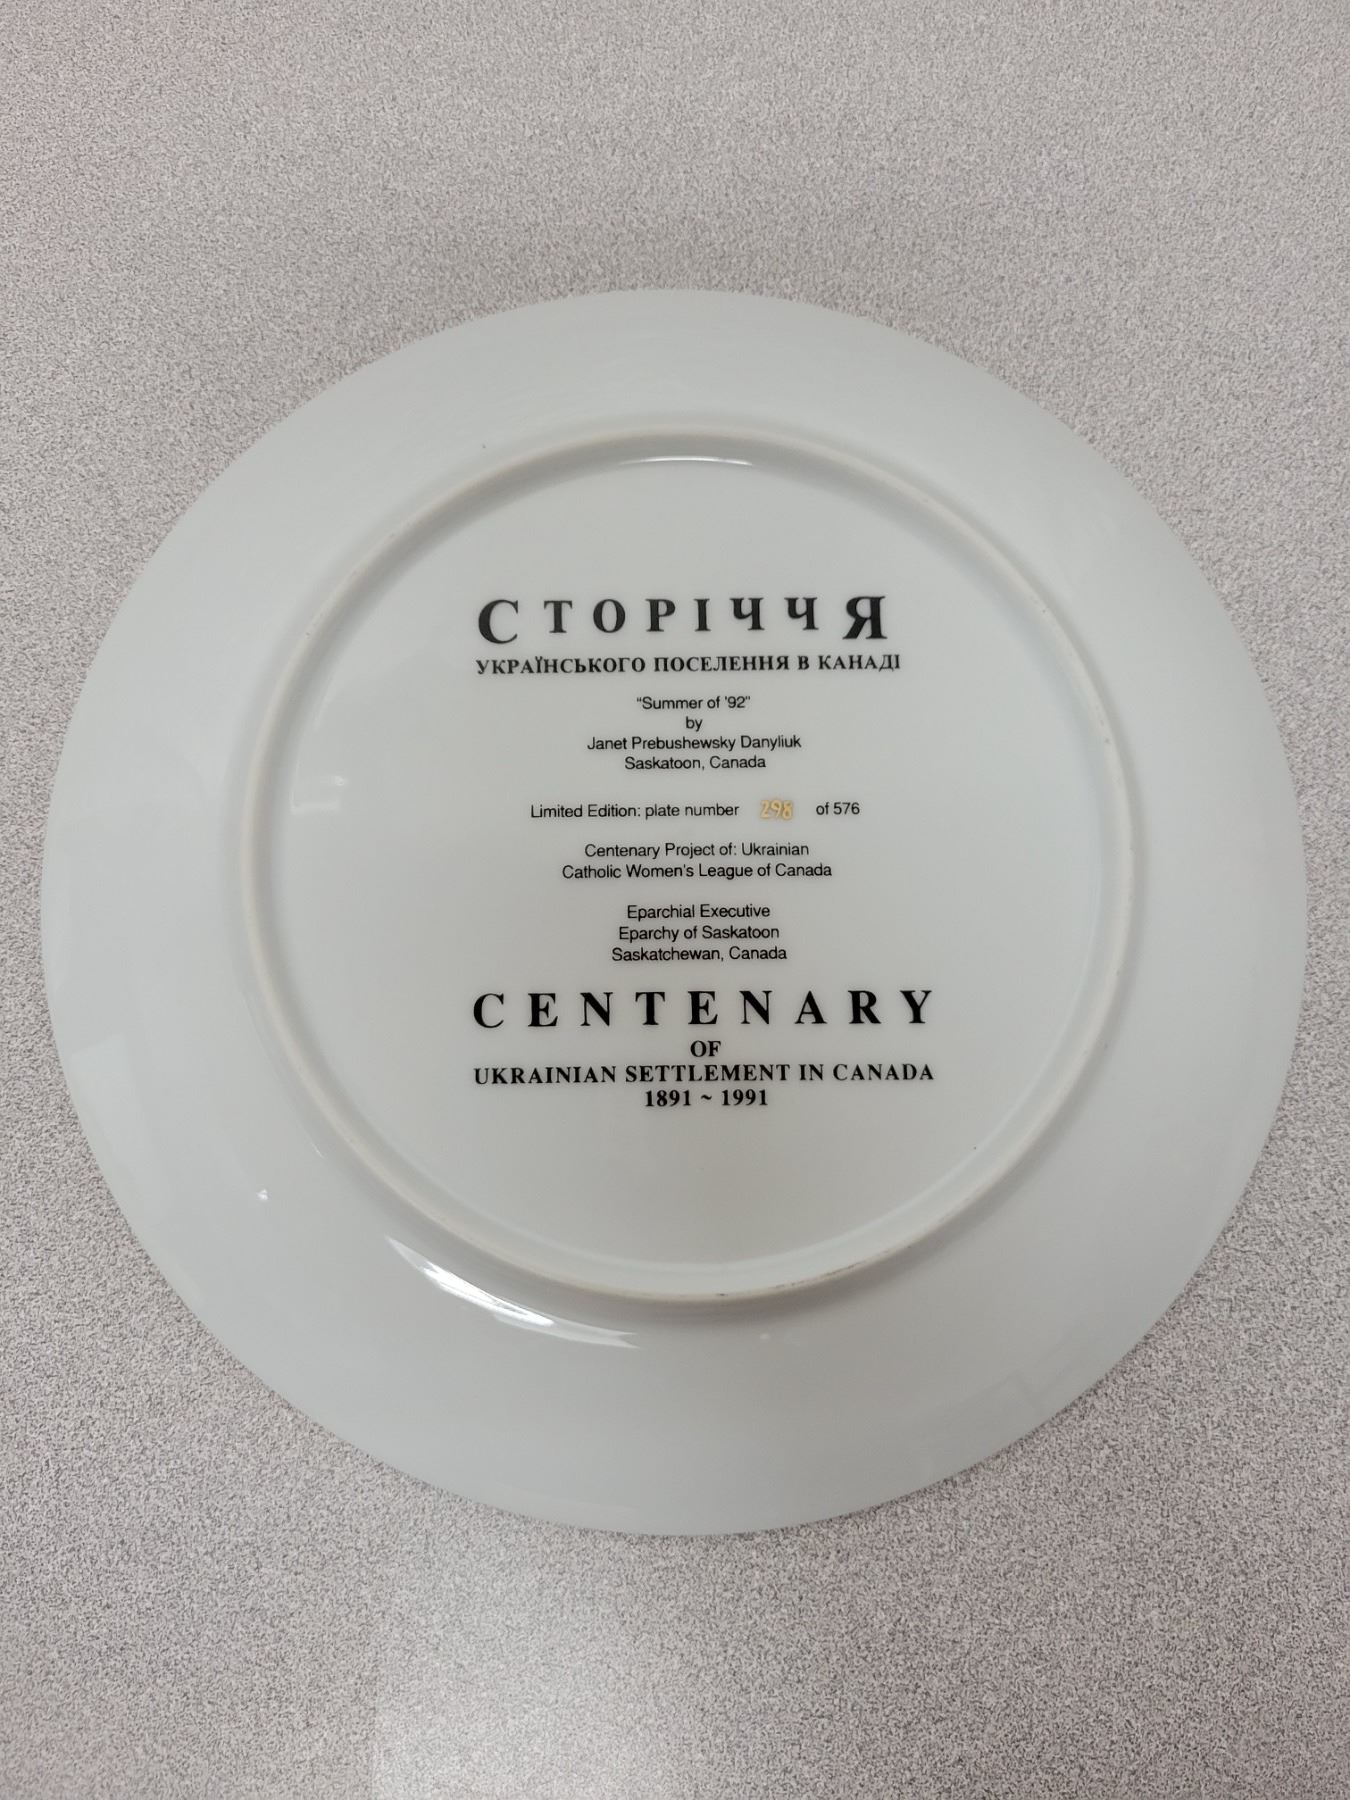 СТОРІЧЧЯ
УКРАЇНСЬКОГО ПОСЕЛЕННЯ В КАНАДІ
"Summer of '92"
by
Janet Prebushewsky Danyliuk
Saskatoon, Canada
Limited Edition: plate number 298 of 576
Centenary Project of: Ukrainian
Catholic Women's League of Canada
Eparchial Executive
Eparchy of Saskatoon
Saskatchewan, Canada
CENTENARY
OF
UKRAINIAN SETTLEMENT IN CANADA
1891 ~ 1991